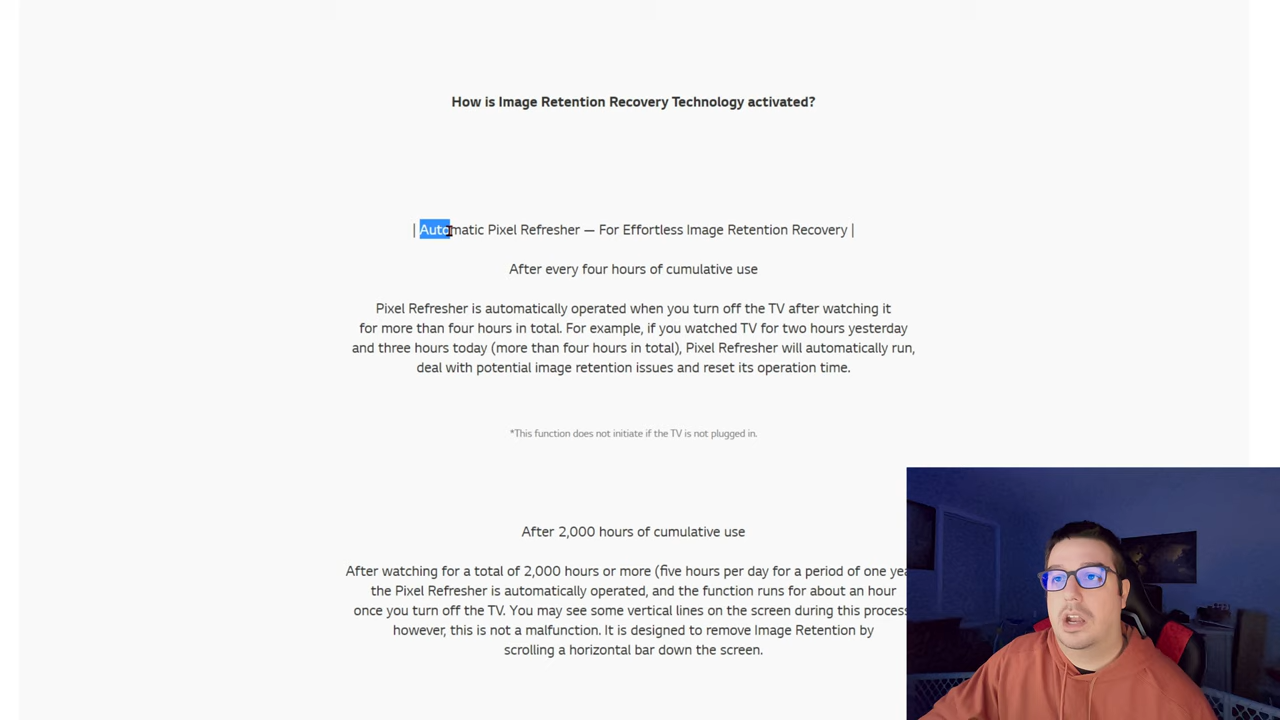 How is Image Retention Recovery Technology activated?
| Automatic Pixel Refresher — For Effortless Image Retention Recovery |
After every four hours of cumulative use
Pixel Refresher is automatically operated when you turn off the TV after watching it
for more than four hours in total. For example, if you watched TV for two hours yesterday
and three hours today (more than four hours in total), Pixel Refresher will automatically run,
deal with potential image retention issues and reset its operation time.
*This function does not initiate if the TV is not plugged in.
After 2,000 hours of cumulative use
After watching for a total of 2,000 hours or more (five hours per day for a period of one
the Pixel Refresher is automatically operated, and the function runs for about an hour
once you turn off the TV. You may see some vertical lines on the screen during this process
however, this is not a malfunction. It is designed to remove Image Retention by
scrolling a horizontal bar down the screen.